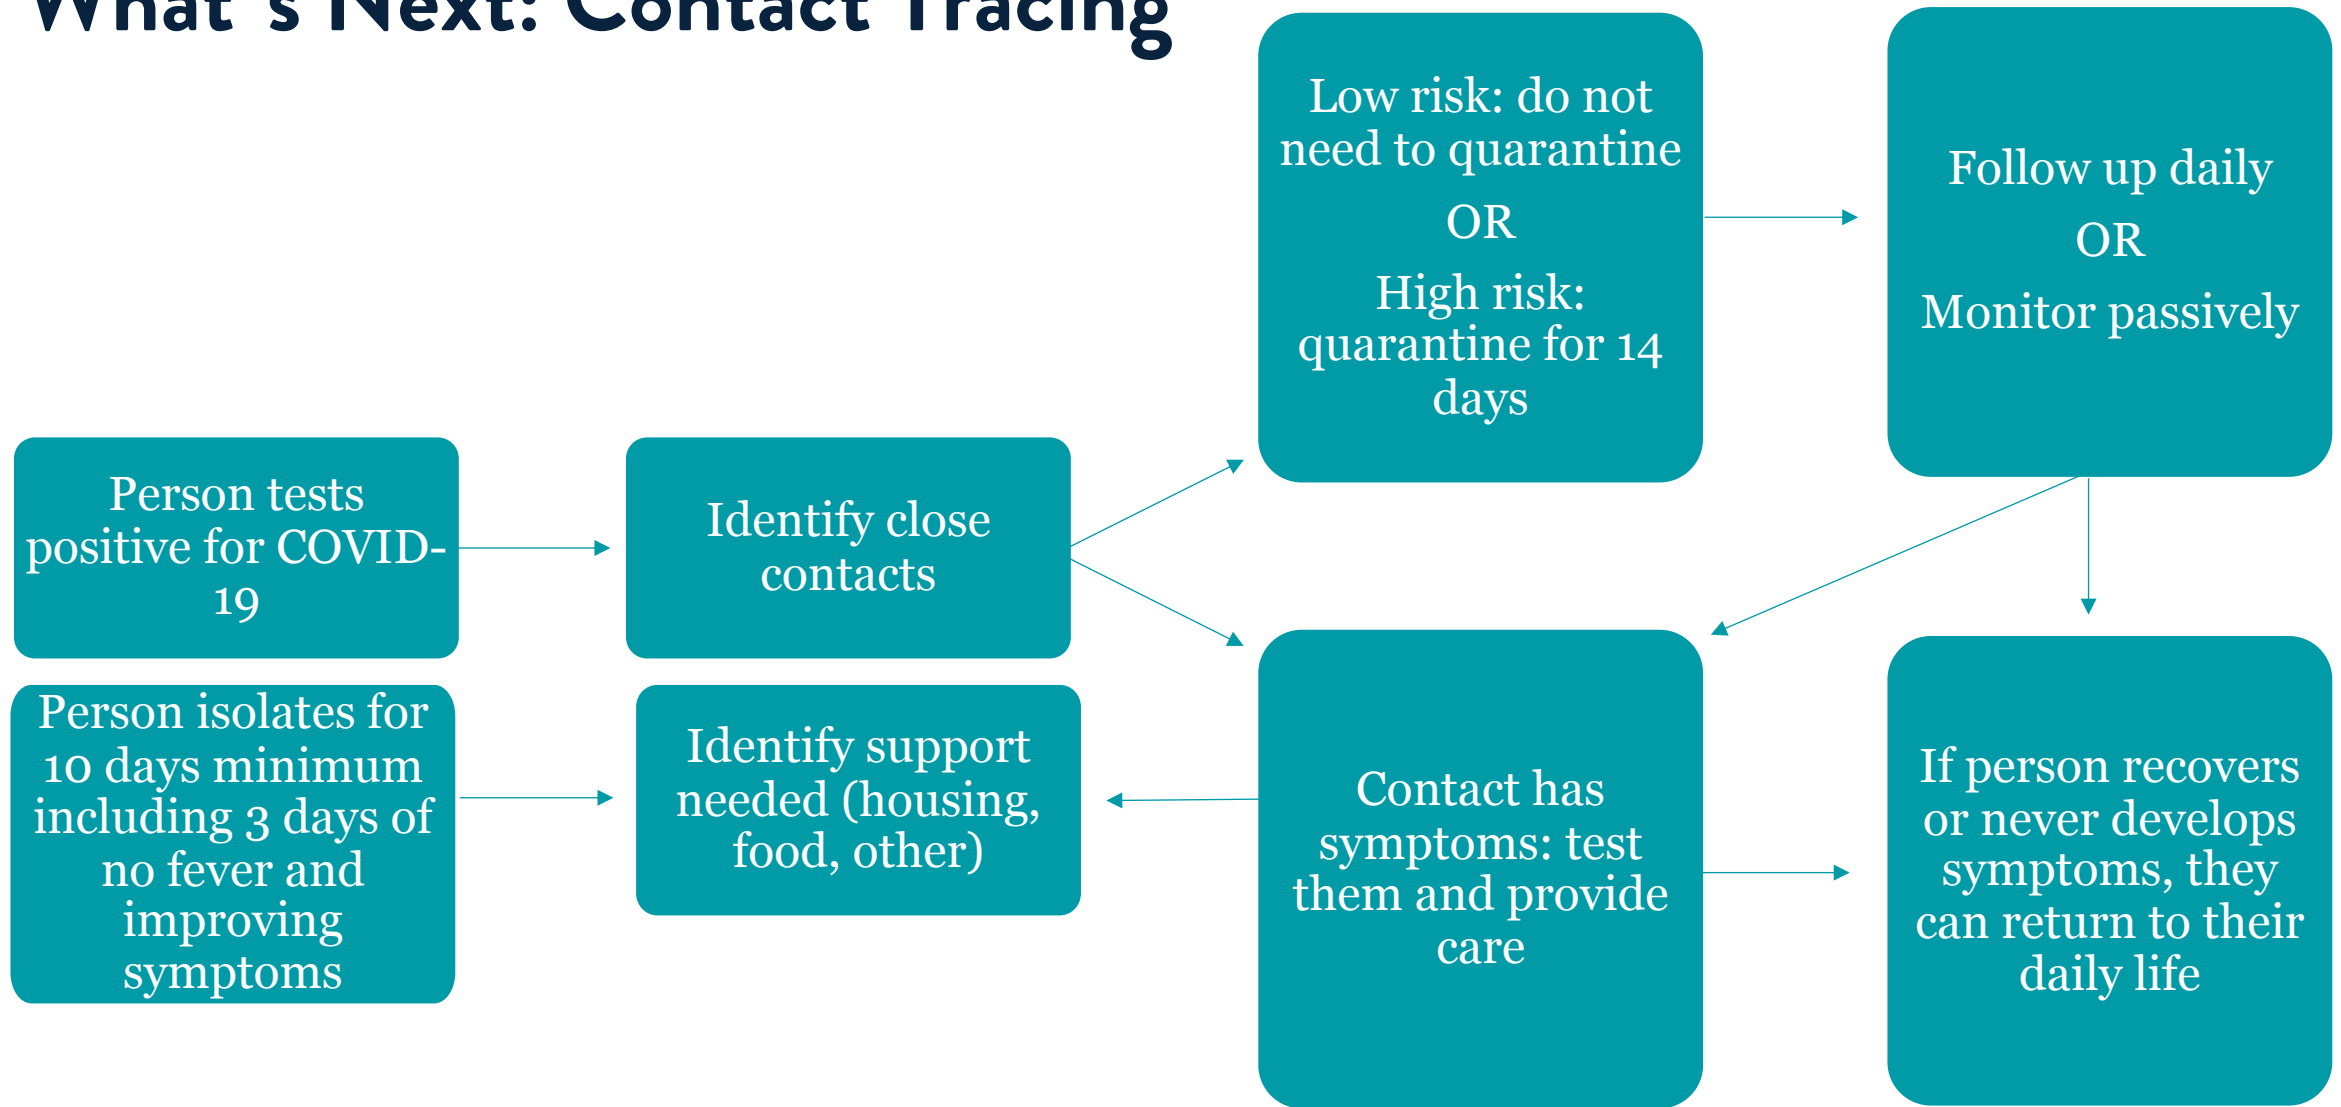 What's Next: Contact Tracing
Low risk: do not
need to quarantine
OR
High risk:
quarantine for 14
days
Follow up daily
OR
Monitor passively
Person tests
positive for COVID-
19
Identify close
contacts
Person isolates for
10 days minimum
including 3 days of
no fever and
improving
symptoms
Identify support
needed (housing,
food, other)
Contact has
symptoms: test
them and provide
care
If person recovers
or never develops
symptoms, they
can return to their
daily life